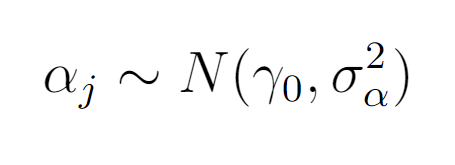 α_j ∼ N(γ_0, σ_α^2)